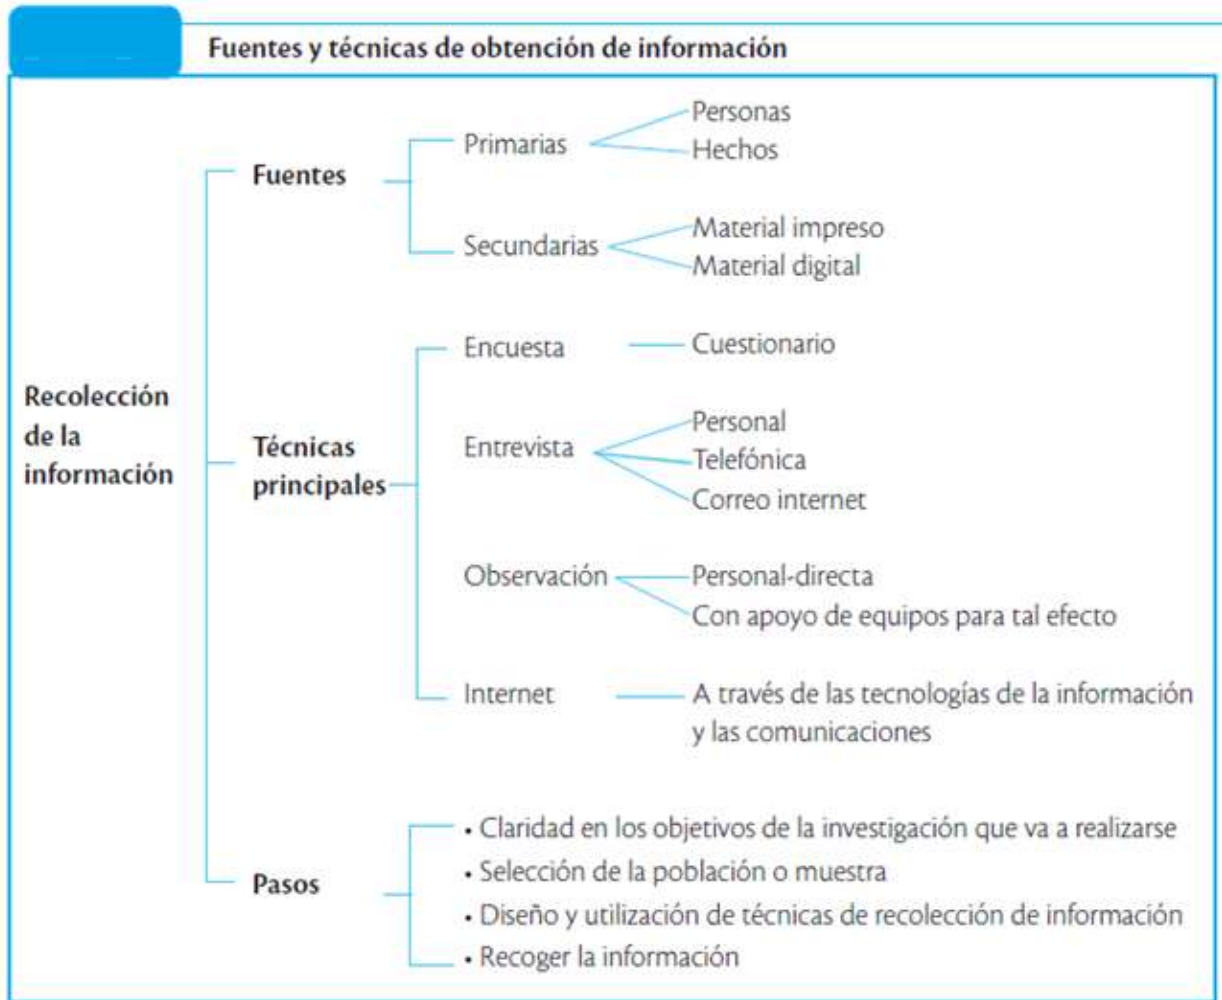 Fuentes y técnicas de obtención de información
Recolección
de la
información
Fuentes
Primarias
Personas
Hechos
Secundarias
Material impreso
Material digital
Técnicas
principales
Encuesta
Cuestionario
Entrevista
Personal
Telefónica
Correo internet
Observación
Personal-directa
Con apoyo de equipos para tal efecto
Internet
A través de las tecnologías de la información
y las comunicaciones
Pasos
• Claridad en los objetivos de la investigación que va a realizarse
• Selección de la población o muestra
• Diseño y utilización de técnicas de recolección de información
• Recoger la información